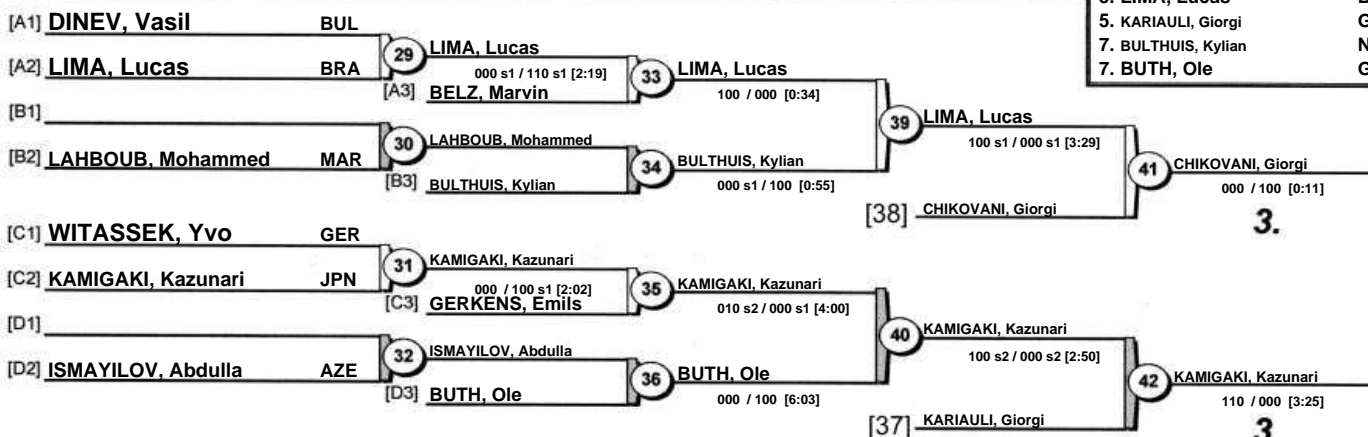 [A1] DINEV, Vasil BUL
[A2] LIMA, Lucas BRA
[B1]
[B2] LAHBOUB, Mohammed MAR
[C1] WITASSEK, Yvo GER
[C2] KAMIGAKI, Kazunari JPN
[D1]
[D2] ISMAYILOV, Abdulla AZE
29
LIMA, Lucas
000 s1 / 110 s1 [2:19]
[A3] BELZ, Marvin
30
LAHBOUB, Mohammed
[B3] BULTHUIS, Kylian
31
KAMIGAKI, Kazunari
000 / 100 s1 [2:02]
[C3] GERKENS, Emils
32
ISMAYILOV, Abdulla
[D3] BUTH, Ole
33
LIMA, Lucas
100 / 000 [0:34]
34
BULTHUIS, Kylian
000 s1 / 100 [0:55]
35
KAMIGAKI, Kazunari
010 s2 / 000 s1 [4:00]
36
BUTH, Ole
000 / 100 [6:03]
39
LIMA, Lucas
100 s1 / 000 s1 [3:29]
[38] CHIKOVANI, Giorgi
40
KAMIGAKI, Kazunari
100 s2 / 000 s2 [2:50]
[37] KARIAULI, Giorgi
41
CHIKOVANI, Giorgi
000 / 100 [0:11]
3.
42
KAMIGAKI, Kazunari
110 / 000 [3:25]
3
5. LIMA, Lucas
5. KARIAULI, Giorgi G
7. BULTHUIS, Kylian N
7. BUTH, Ole G